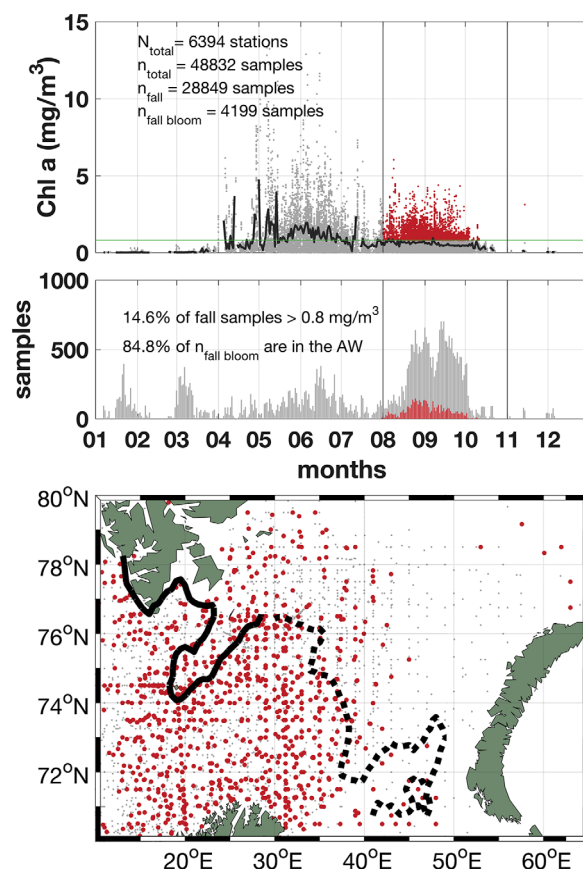 15
10
5
0
Chl a (mg/m³)
N_total = 6394 stations
n_total = 48832 samples
n_fall = 28849 samples
n_fall bloom = 4199 samples
1000
500
0
samples
14.6% of fall samples > 0.8 mg/m³
84.8% of n_fall bloom are in the AW
01 02 03 04 05 06 07 08 09 10 11 12
months
80°N
78°N
76°N
74°N
72°N
20°E 30°E 40°E 50°E 60°E